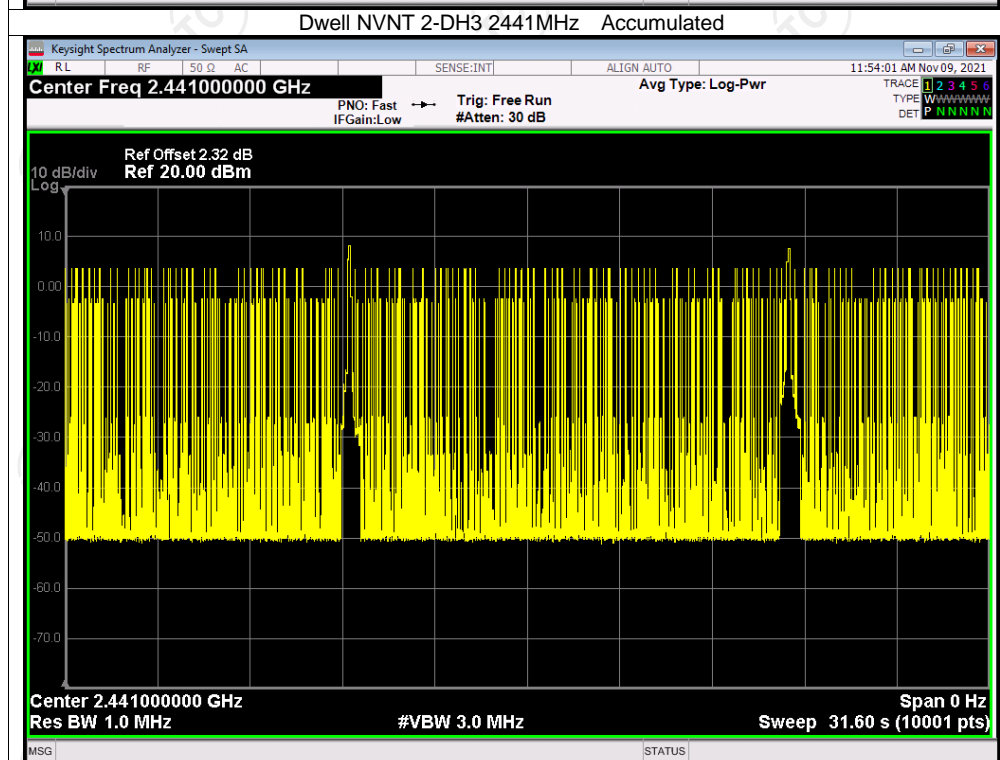 Dwell NVNT 2-DH3 2441MHz Accumulated
Keysight Spectrum Analyzer - Swept SA
LXI RL RF 50 Ω AC SENSE:INT ALIGN AUTO 11:54:01 AM Nov 09, 2021
Center Freq 2.441000000 GHz Avg Type: Log-Pwr TRACE 1 2 3 4 5 6
PNO: Fast Trig: Free Run TYPE WWWWWW
IFGain:Low #Atten: 30 dB DET P N N N N N
Ref Offset 2.32 dB
10 dB/div Ref 20.00 dBm
Log
10.0
0.00
-10.0
-20.0
-30.0
-40.0
-50.0
-60.0
-70.0
Center 2.441000000 GHz Span 0 Hz
Res BW 1.0 MHz #VBW 3.0 MHz Sweep 31.60 s (10001 pts)
MSG STATUS